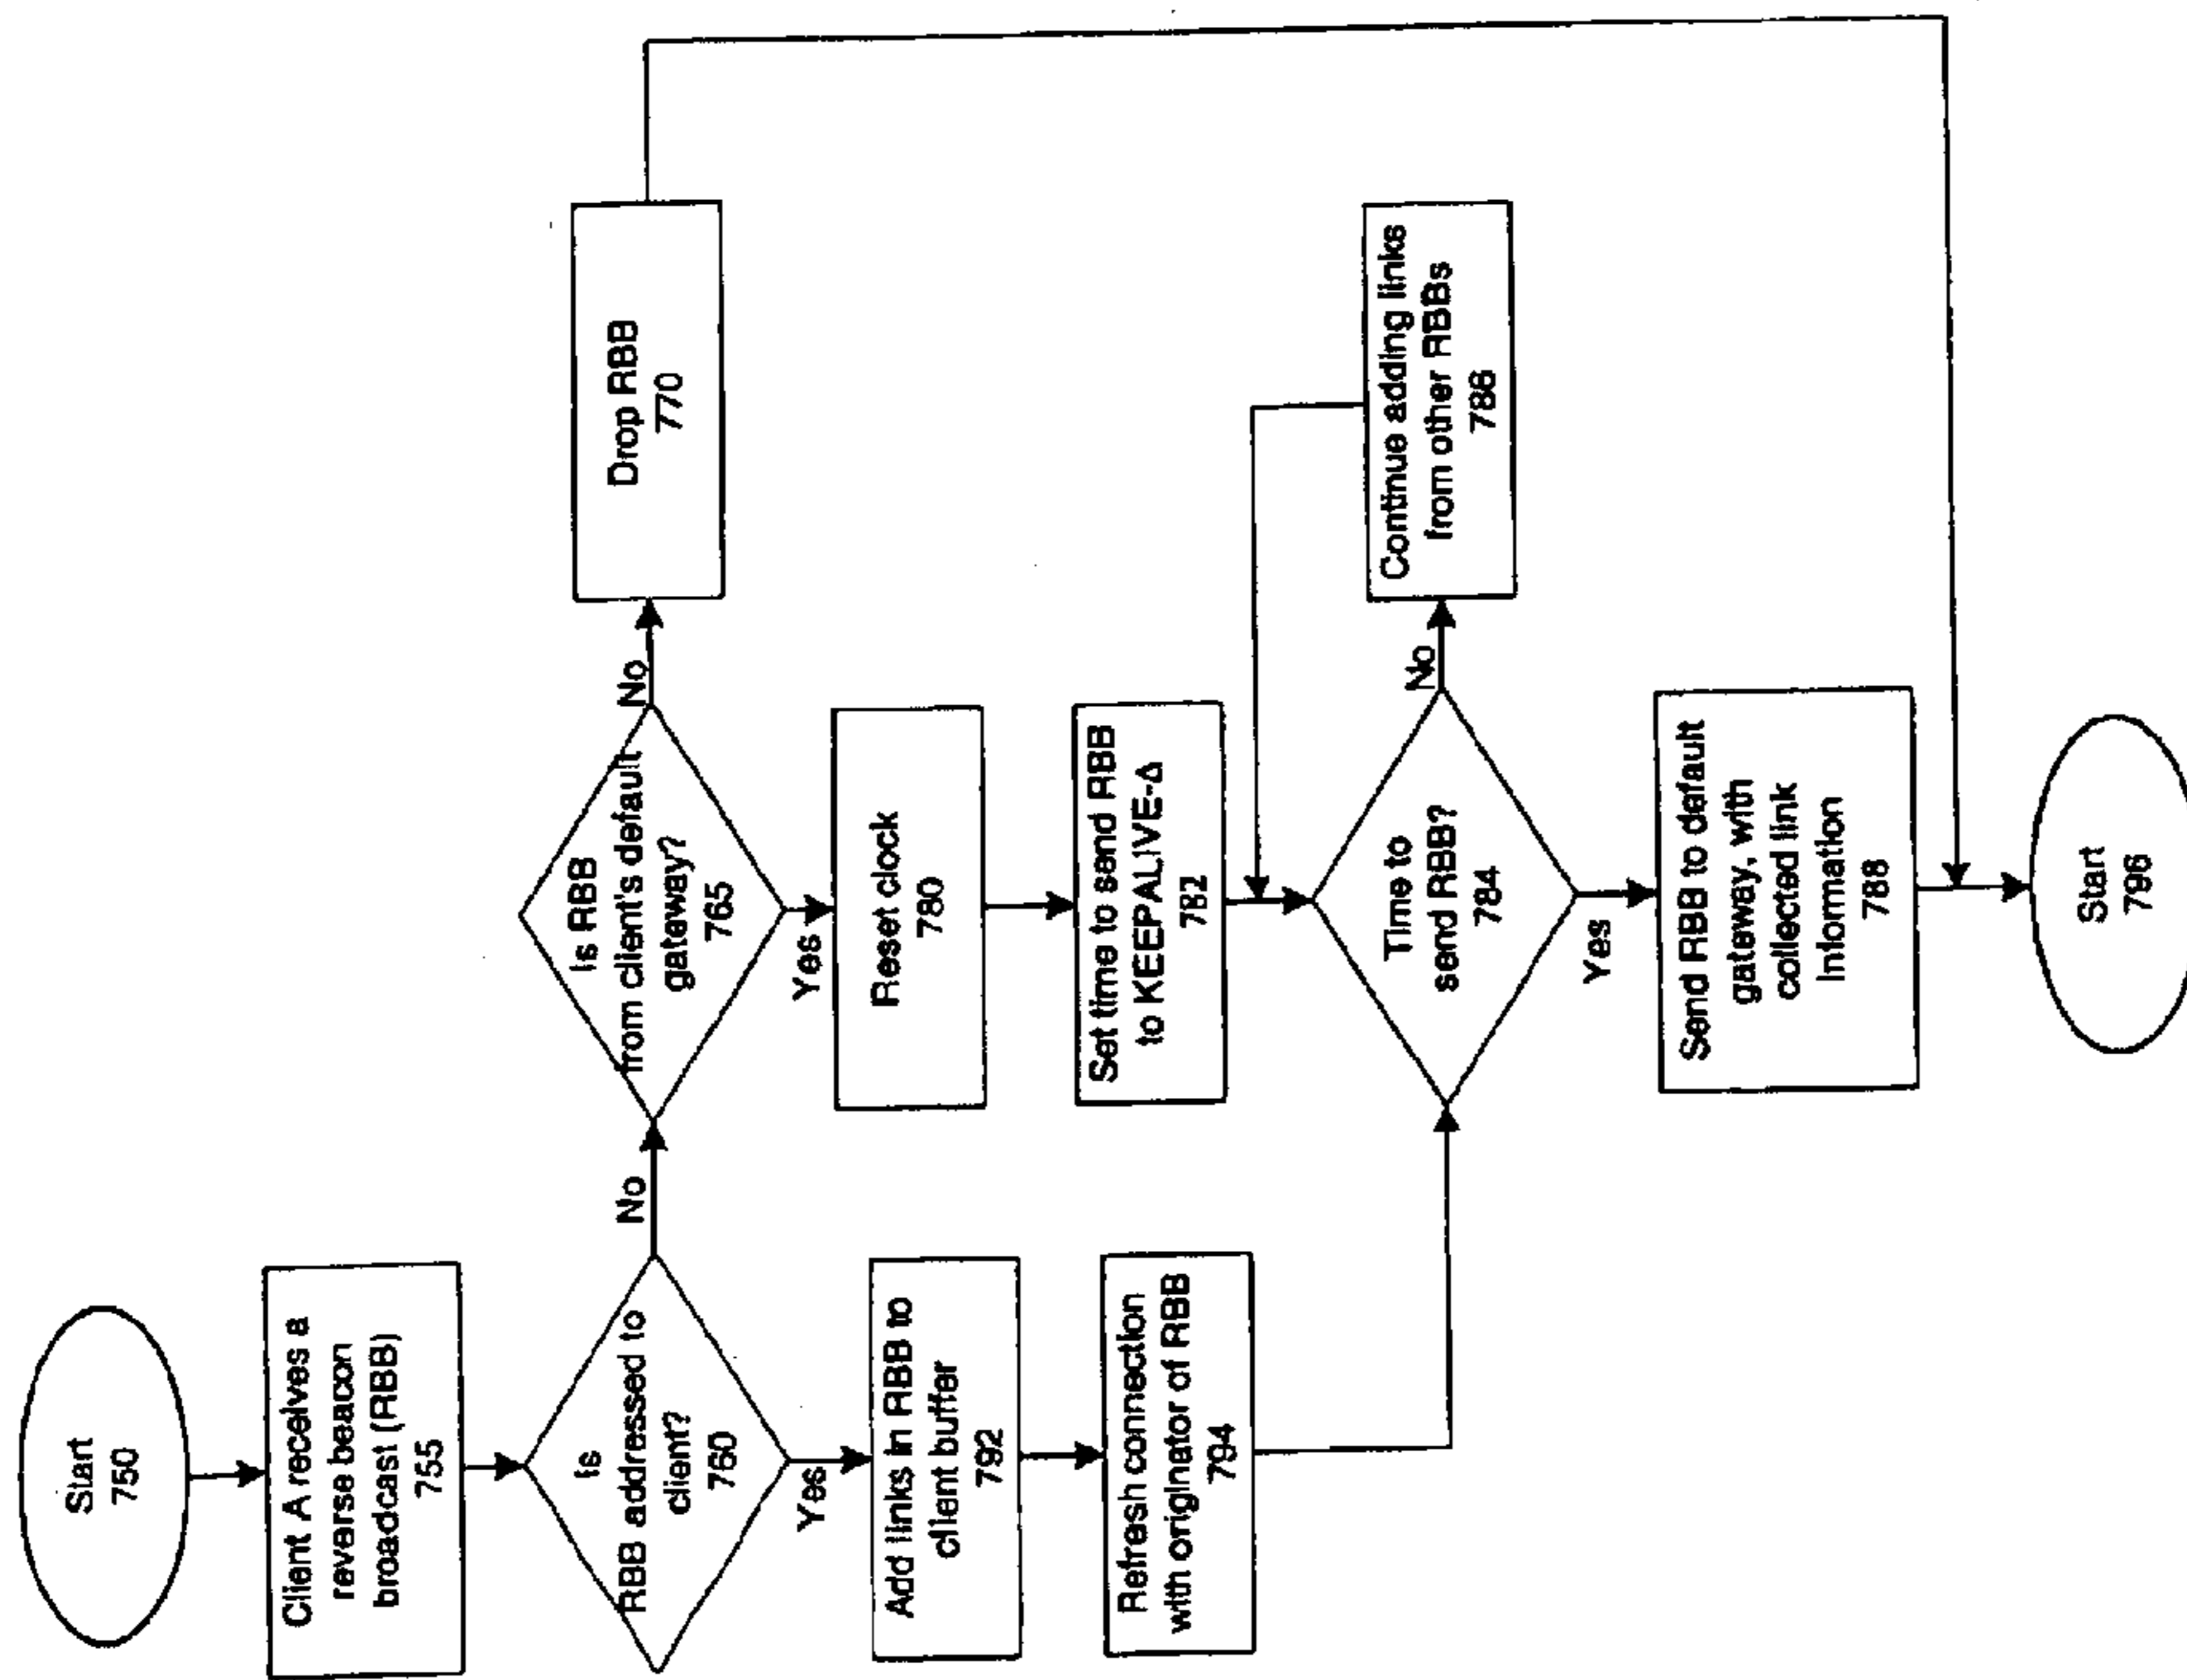 Start
750
Client A receives a
reverse beacon
broadcast (RBB)
755
Is
RBB addressed to
client?
760
No
Yes
Is RBB
from client's default
gateway?
765
No
Yes
Drop RBB
770
Reset clock
780
Set time to send RBB
to KEEPALIVE-Δ
782
Add links in RBB to
client buffer
792
Refresh connection
with originator of RBB
794
Time to
send RBB?
784
No
Yes
Continue adding links
from other RBBs
786
Send RBB to default
gateway, with
collected link
Information
788
Start
796